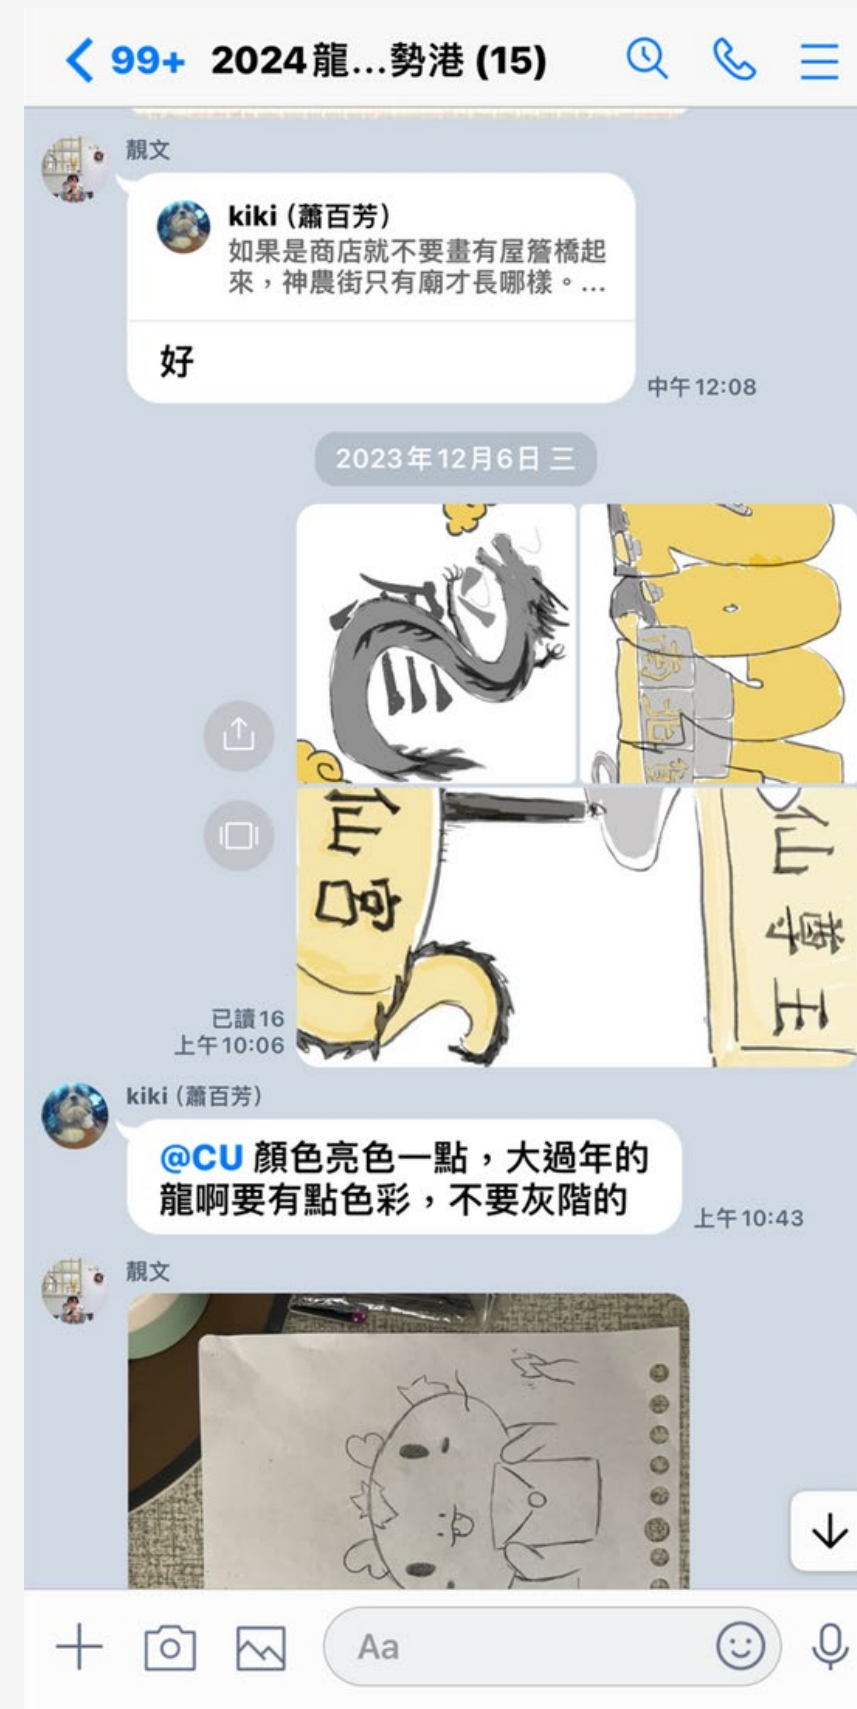 99+ 2024龍...勢港 (15)
靚文
kiki (蕭百芳)
如果是商店就不要畫有屋簷橋起
來，神農街只有廟才長哪樣。...
好
中午12:08
2023年12月6日 三
南北
仙宮
仙尊王
已讀16
上午10:06
kiki (蕭百芳)
@CU 顏色亮色一點，大過年的
龍啊要有點色彩，不要灰階的
上午10:43
靚文
Aa